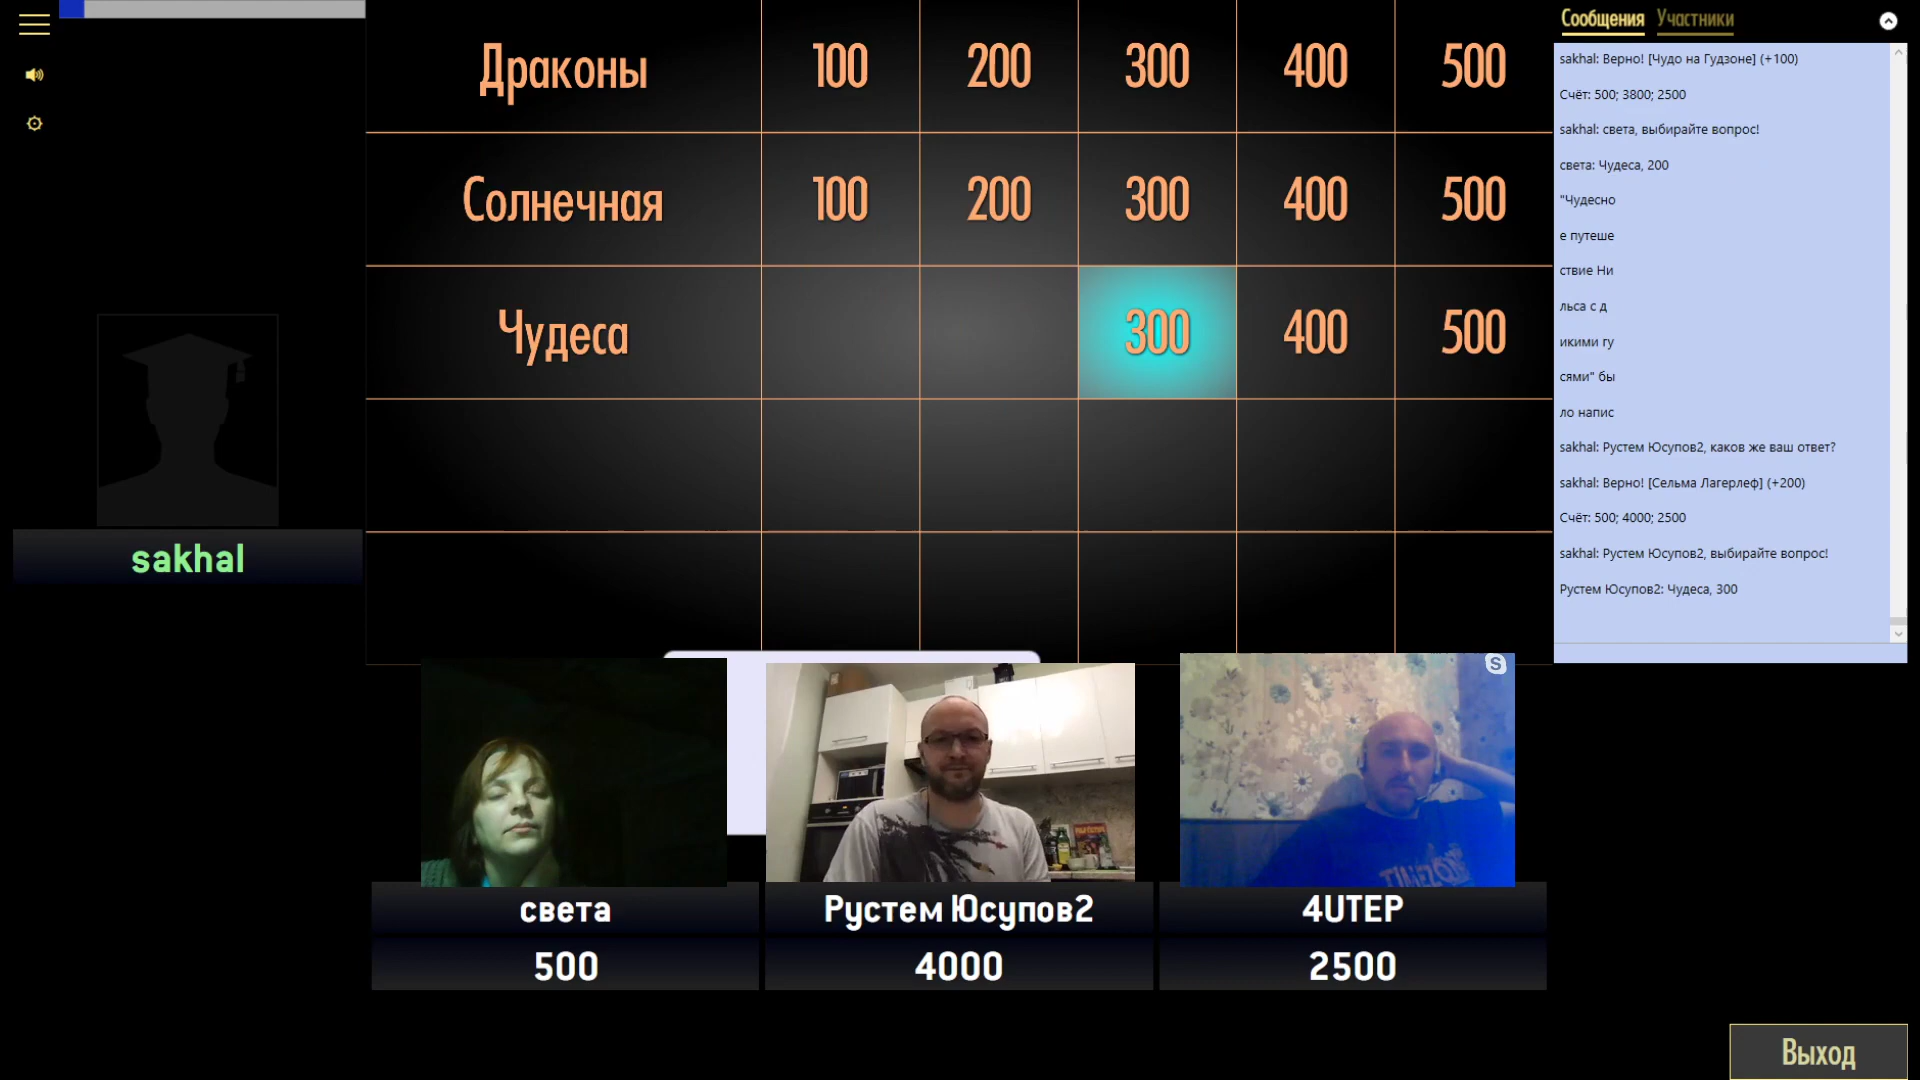 Драконы 100 200 300 400 500
Солнечная 100 200 300 400 500
Чудеса 300 400 500
Сообщения Участники
sakhal: Верно! [Чудо на Гудзоне] (+100)
Счёт: 500; 3800; 2500
sakhal: света, выбирайте вопрос!
света: Чудеса, 200
"Чудесно
е путеше
ствие Ни
льса с д
икими гу
сями" бы
ло напис
sakhal: Рустем Юсупов2, каков же ваш ответ?
sakhal: Верно! [Сельма Лагерлеф] (+200)
Счёт: 500; 4000; 2500
sakhal: Рустем Юсупов2, выбирайте вопрос!
Рустем Юсупов2: Чудеса, 300
sakhal
S
TIMEZONE
света
500
Рустем Юсупов2
4000
4UTEP
2500
Выход